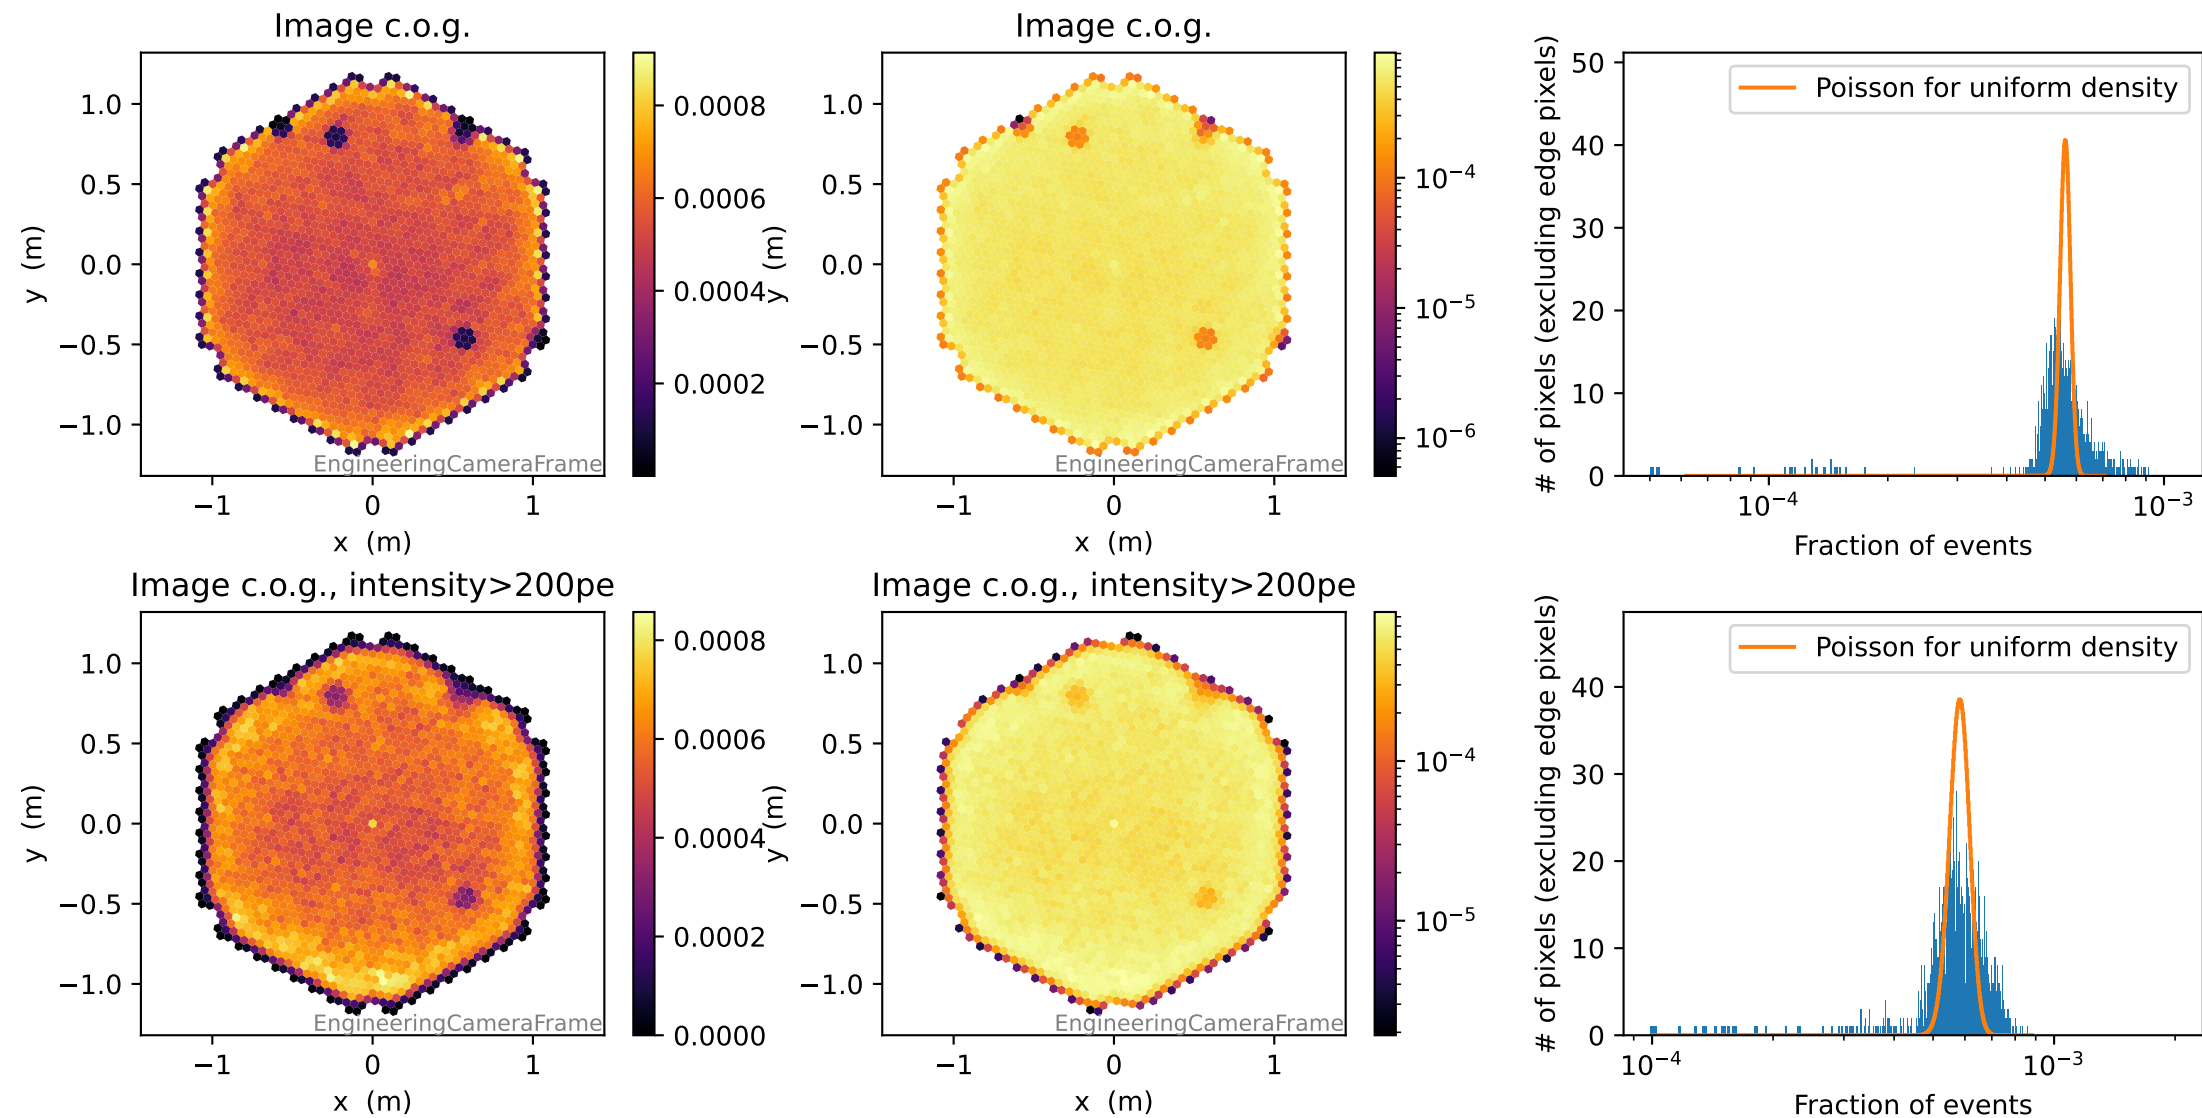 Image c.o.g.
1.0
0.5
0.0
−0.5
−1.0
y (m)
−1
0
1
x (m)
EngineeringCameraFrame
0.0008
0.0006
0.0004
0.0002
Image c.o.g.
1.0
0.5
0.0
−0.5
−1.0
y (m)
−1
0
1
x (m)
EngineeringCameraFrame
10⁻⁴
10⁻⁵
10⁻⁶
50
40
30
20
10
0
# of pixels (excluding edge pixels)
Poisson for uniform density
10⁻⁴
10⁻³
Fraction of events
Image c.o.g., intensity>200pe
1.0
0.5
0.0
−0.5
−1.0
y (m)
−1
0
1
x (m)
EngineeringCameraFrame
0.0008
0.0006
0.0004
0.0002
0.0000
Image c.o.g., intensity>200pe
1.0
0.5
0.0
−0.5
−1.0
y (m)
−1
0
1
x (m)
EngineeringCameraFrame
10⁻⁴
10⁻⁵
40
30
20
10
0
# of pixels (excluding edge pixels)
Poisson for uniform density
10⁻⁴
10⁻³
Fraction of events